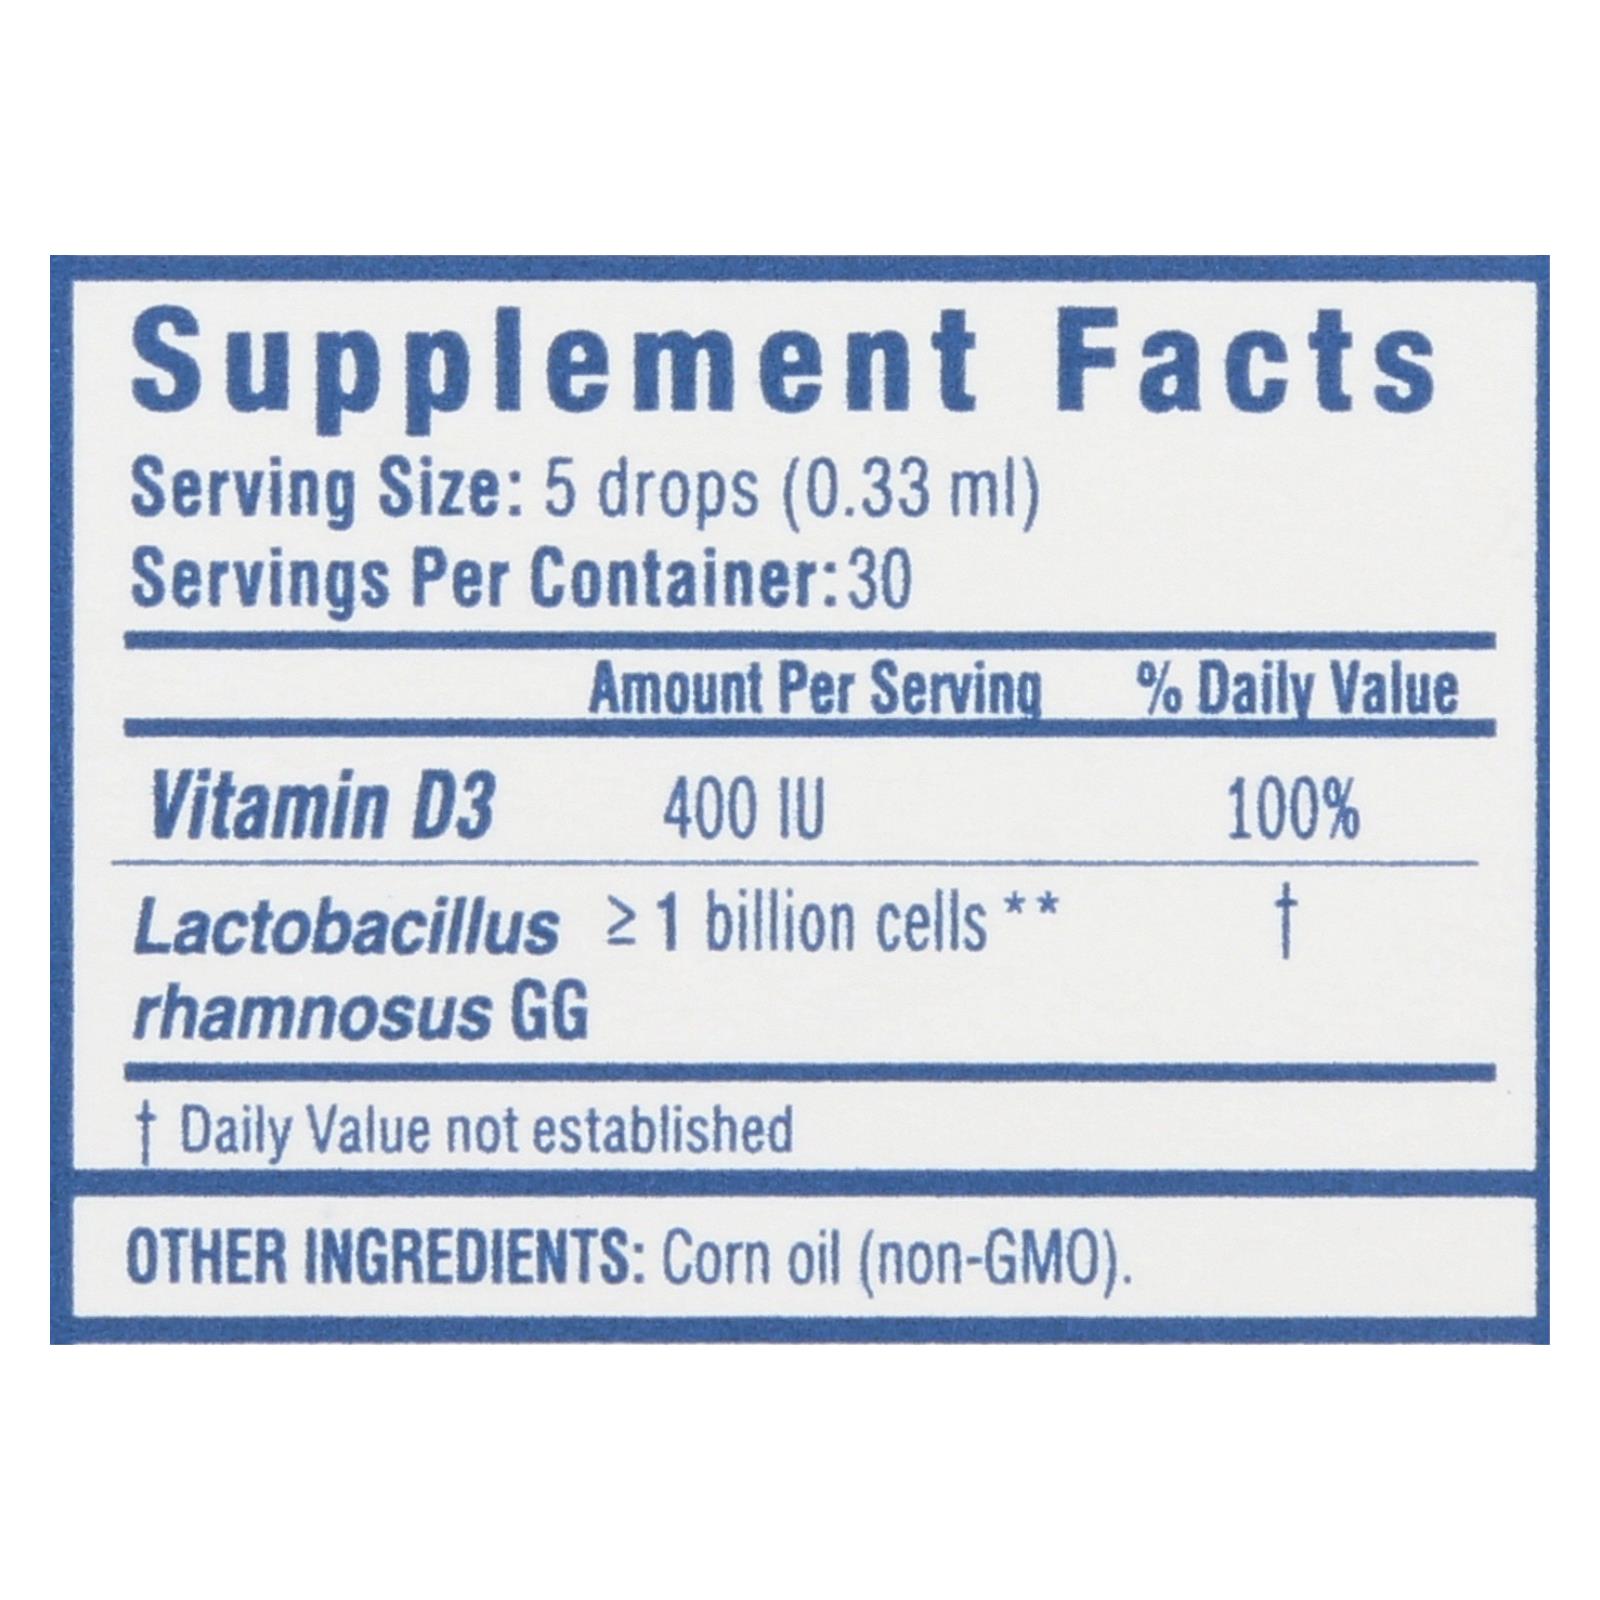 Supplement Facts
Serving Size: 5 drops (0.33 ml)
Servings Per Container:30
Amount Per Serving % Daily Value
Vitamin D3 400 IU 100%
Lactobacillus ≥ 1 billion cells ** †
rhamnosus GG
† Daily Value not established
OTHER INGREDIENTS: Corn oil (non-GMO).